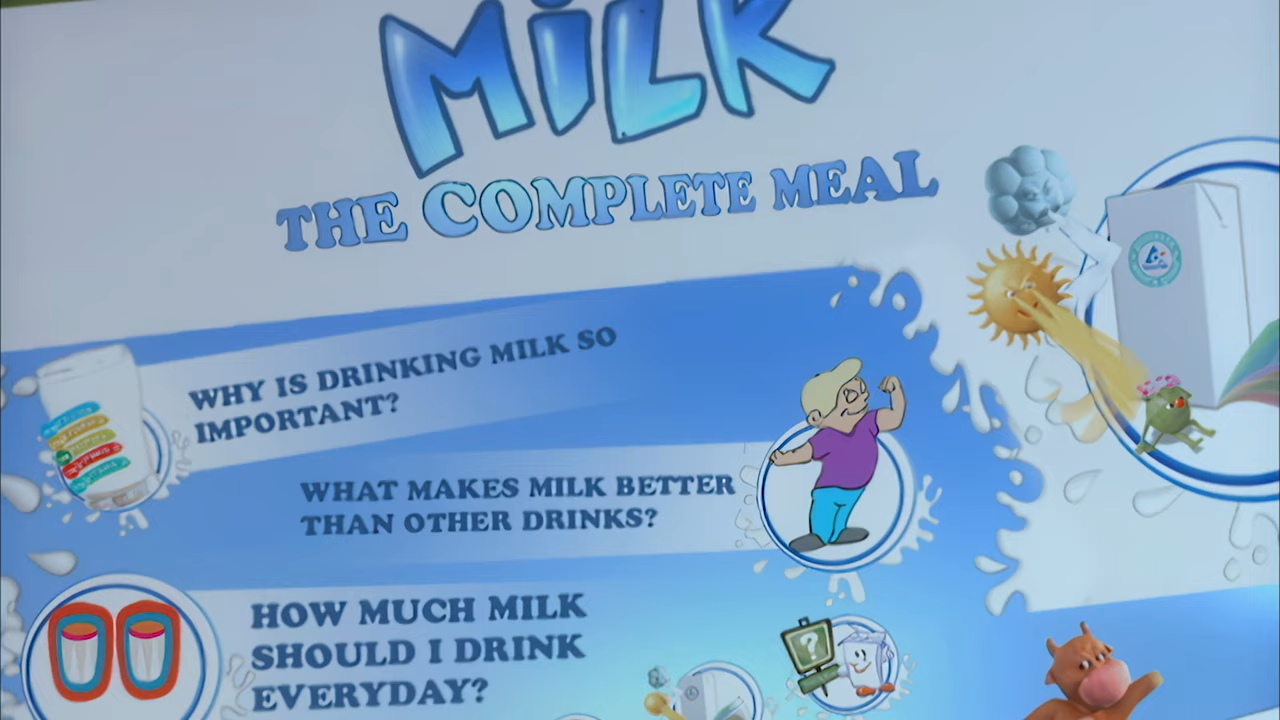 MiLK
THE COMPLETE MEAL
WHY IS DRINKING MILK SO
IMPORTANT?
WHAT MAKES MILK BETTER
THAN OTHER DRINKS?
HOW MUCH MILK
SHOULD I DRINK
EVERYDAY?
?